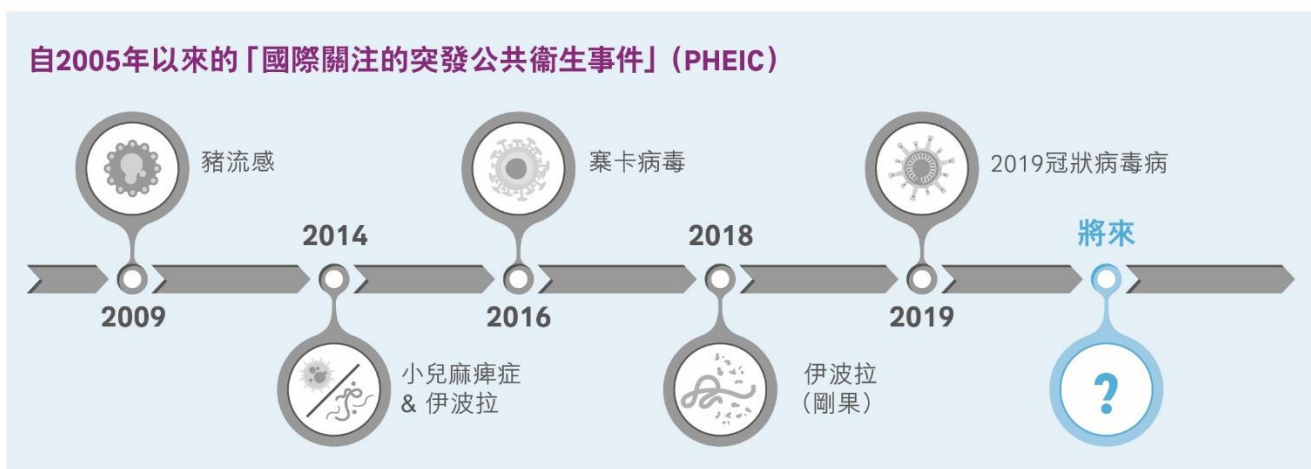 自2005年以來的「國際關注的突發公共衞生事件」(PHEIC)
豬流感
2009
2014
小兒麻痺症
& 伊波拉
寨卡病毒
2016
2018
伊波拉
(剛果)
2019冠狀病毒病
2019
將來
?